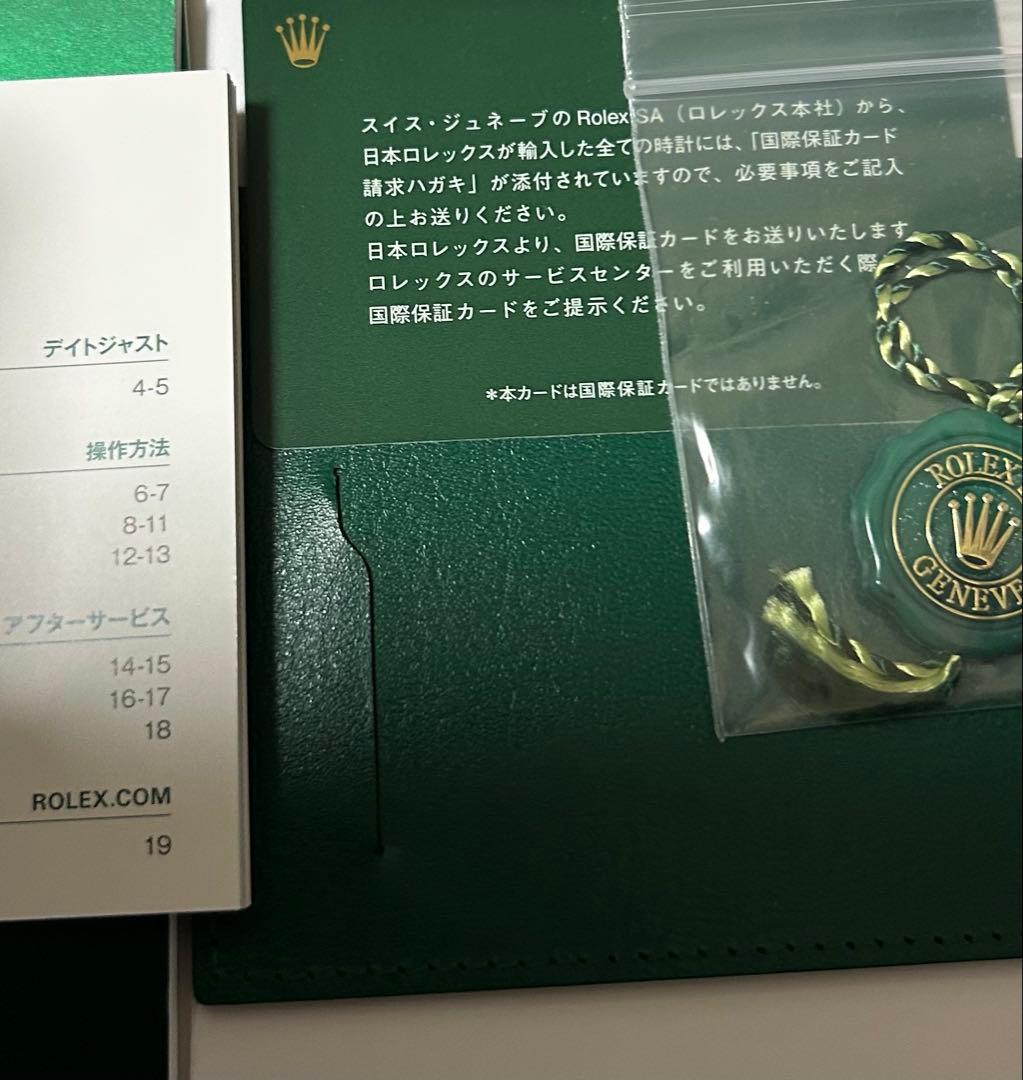 デイトジャスト
4-5
操作方法
6-7
8-11
12-13
アフターサービス
14-15
16-17
18
ROLEX.COM
19
スイス・ジュネーブのRolex SA（ロレックス本社）から、
日本ロレックスが輸入した全ての時計には、「国際保証カード
請求ハガキ」が添付されていますので、必要事項をご記入
の上お送りください。
日本ロレックスより、国際保証カードをお送りいたします
ロレックスのサービスセンターをご利用いただく際
国際保証カードをご提示ください。
＊本カードは国際保証カードではありません。
ROLEX
GENEVE